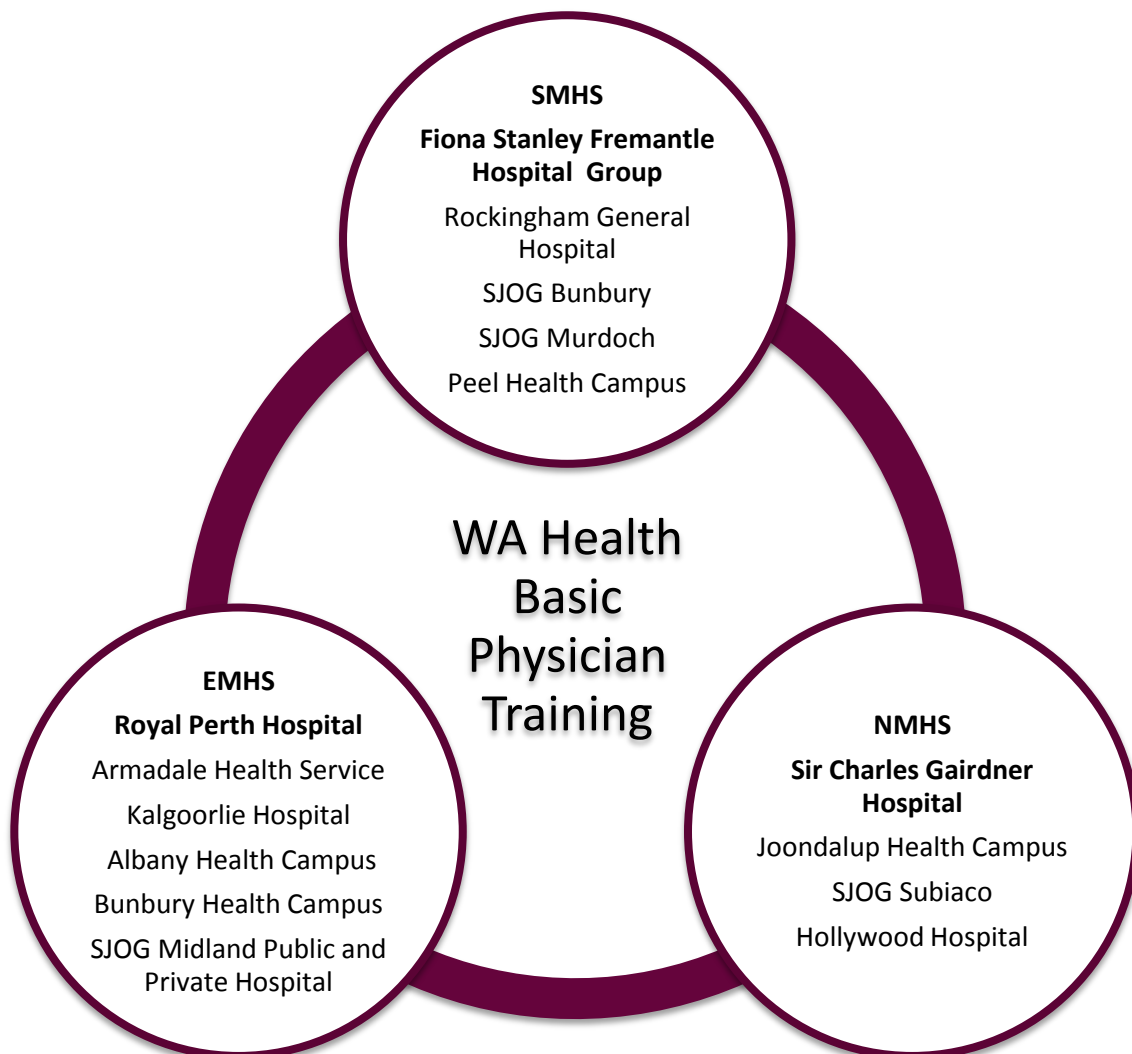 SMHS
Fiona Stanley Fremantle
Hospital Group
Rockingham General
Hospital
SJOG Bunbury
SJOG Murdoch
Peel Health Campus
WA Health
Basic
Physician
Training
EMHS
Royal Perth Hospital
Armadale Health Service
Kalgoorlie Hospital
Albany Health Campus
Bunbury Health Campus
SJOG Midland Public and
Private Hospital
NMHS
Sir Charles Gairdner
Hospital
Joondalup Health Campus
SJOG Subiaco
Hollywood Hospital